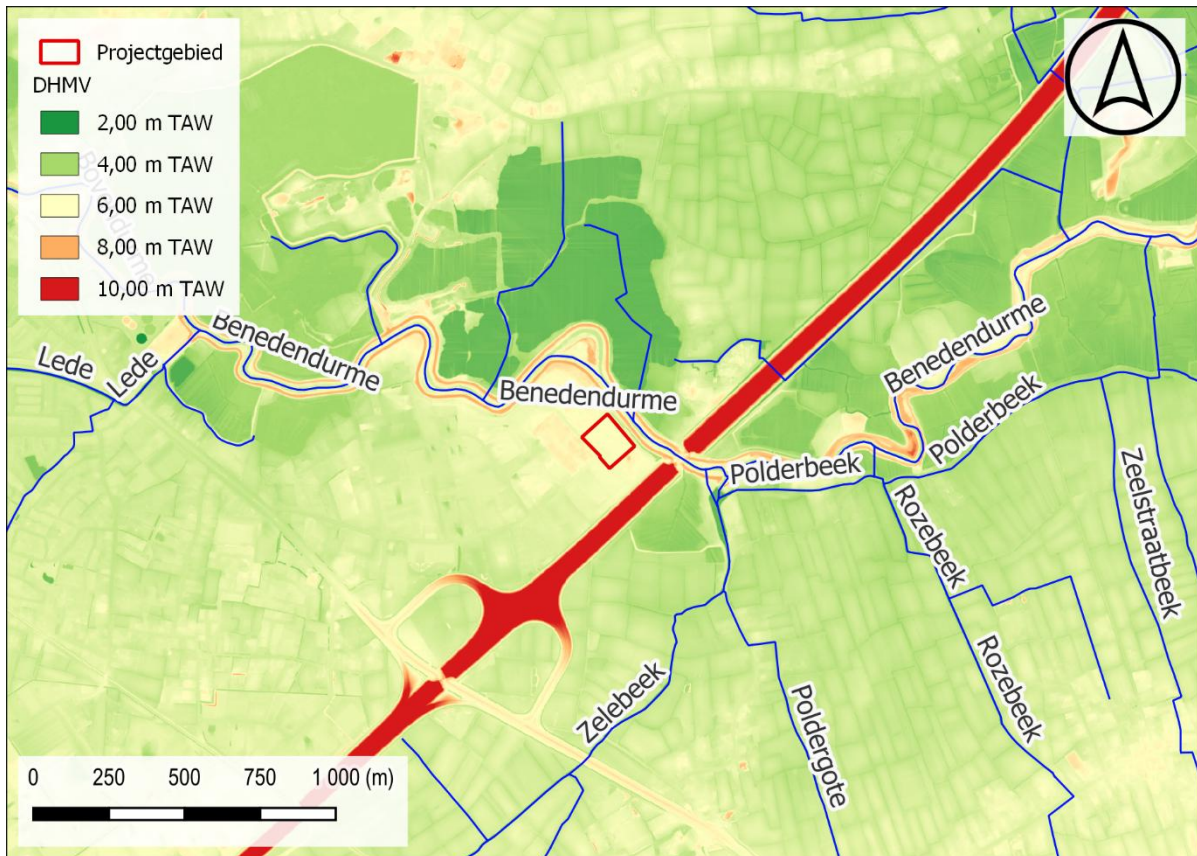 Projectgebied
DHMV
2,00 m TAW
4,00 m TAW
6,00 m TAW
8,00 m TAW
10,00 m TAW
Bovendurme
Benedendurme
Lede
Lede
Benedendurme
Benedendurme
Polderbeek
Polderbeek
Rozebeek
Zeelstraatbeek
Rozebeek
Zelebeek
Poldergote
0 250 500 750 1 000 (m)